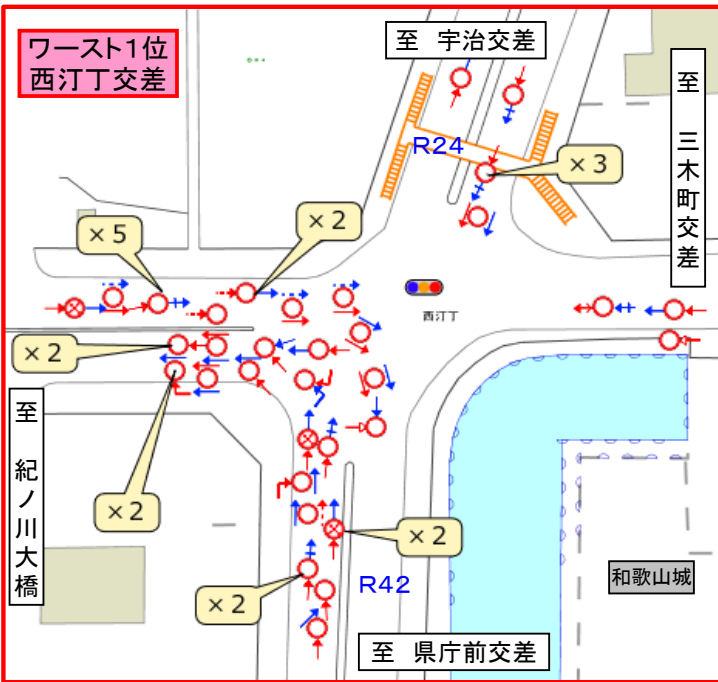 ワースト1位
西汀丁交差
至 宇治交差
至 三木町交差
R24
×3
×2
×5
西汀丁
×2
至 紀ノ川大橋
×2
×2
×2
R42
和歌山城
至 県庁前交差